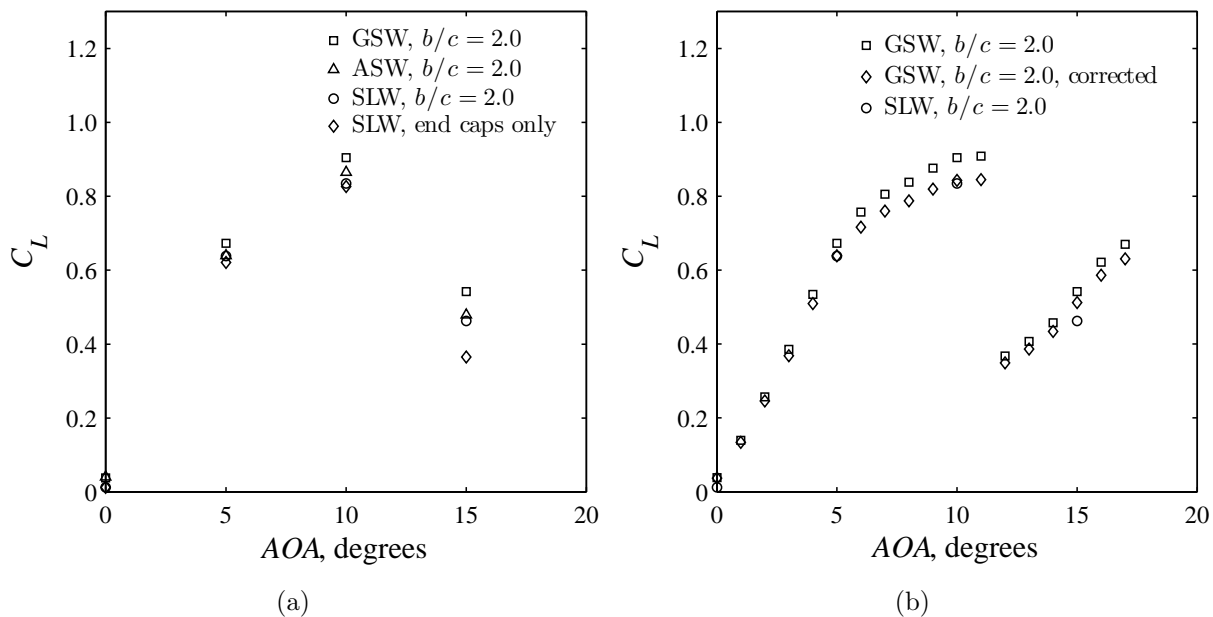 GSW, b/c = 2.0
ASW, b/c = 2.0
SLW, b/c = 2.0
SLW, end caps only
1.2
1.0
0.8
0.6
0.4
0.2
0
C_L
0 5 10 15 20
AOA, degrees
(a)
GSW, b/c = 2.0
GSW, b/c = 2.0, corrected
SLW, b/c = 2.0
1.2
1.0
0.8
0.6
0.4
0.2
0
C_L
0 5 10 15 20
AOA, degrees
(b)